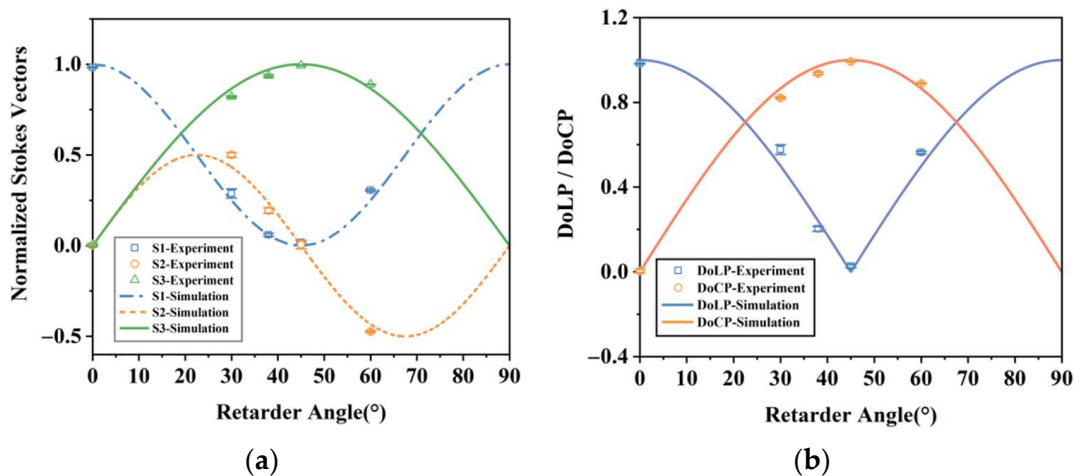 1.0
0.5
0.0
−0.5
Normalized Stokes Vectors
S1-Experiment
S2-Experiment
S3-Experiment
S1-Simulation
S2-Simulation
S3-Simulation
0 10 20 30 40 50 60 70 80 90
Retarder Angle(°)
(a)
1.2
0.8
0.4
0.0
−0.4
DoLP / DoCP
DoLP-Experiment
DoCP-Experiment
DoLP-Simulation
DoCP-Simulation
0 10 20 30 40 50 60 70 80 90
Retarder Angle(°)
(b)